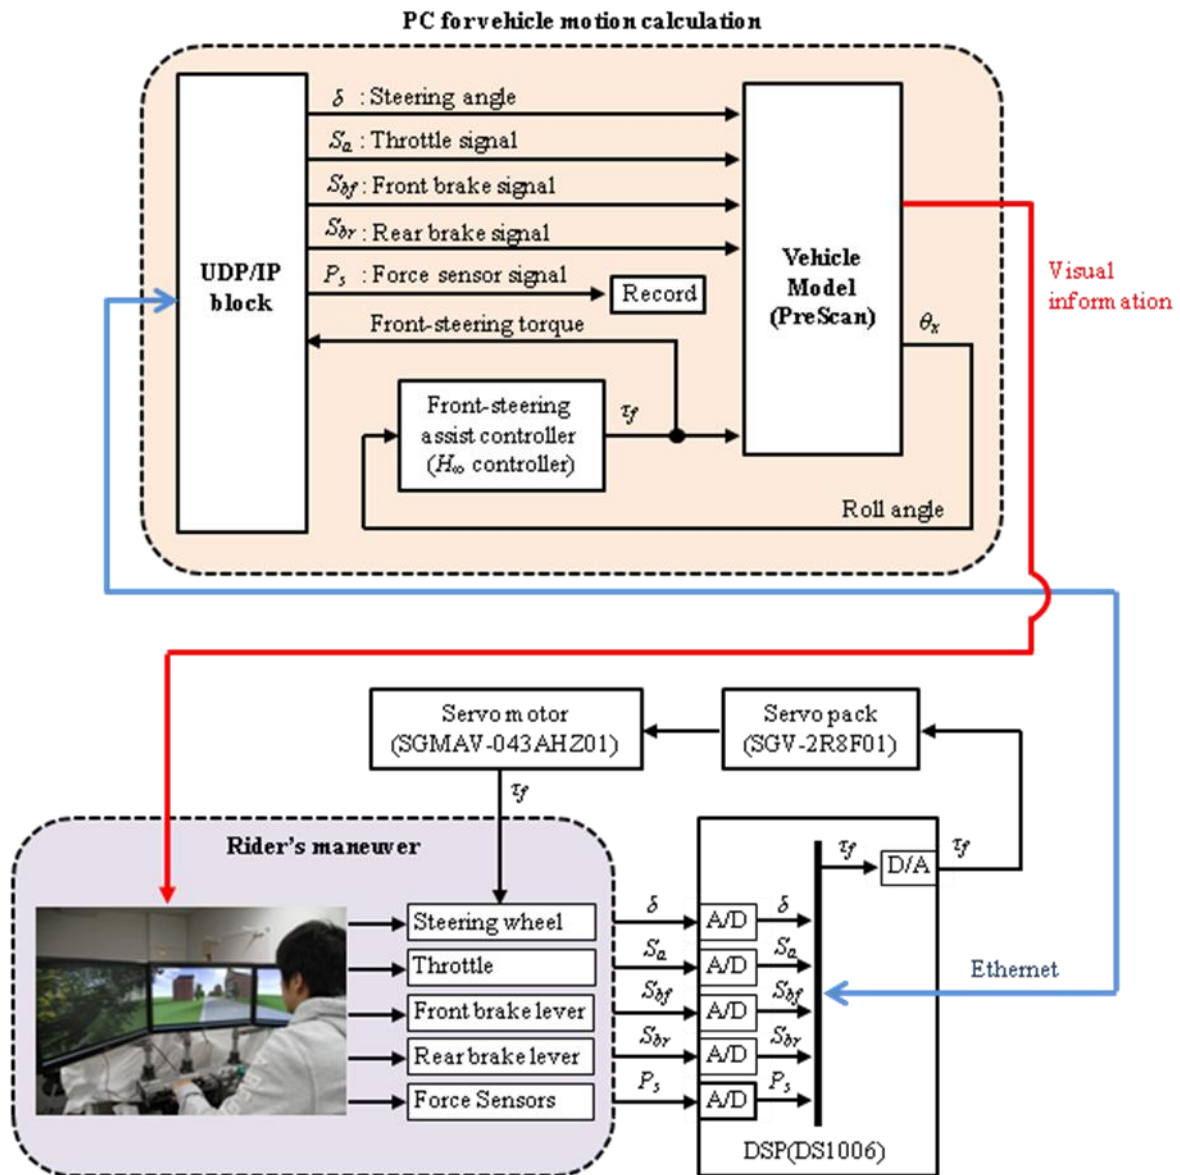 PC for vehicle motion calculation
δ : Steering angle
Sa : Throttle signal
Sbf : Front brake signal
Sbr : Rear brake signal
Ps : Force sensor signal
UDP/IP
block
Record
Front-steering torque
Vehicle
Model
(PreScan)
Visual
information
θx
Front-steering
assist controller
(H∞ controller)
τf
Roll angle
Servo motor
(SGMAV-043AHZ01)
Servo pack
(SGV-2R8F01)
τf
Rider's maneuver
τf
D/A
τf
Steering wheel
δ
A/D
δ
Throttle
Sa
A/D
Sa
Ethernet
Front brake lever
Sbf
A/D
Sbf
Rear brake lever
Sbr
A/D
Sbr
Force Sensors
Ps
A/D
Ps
DSP(DS1006)